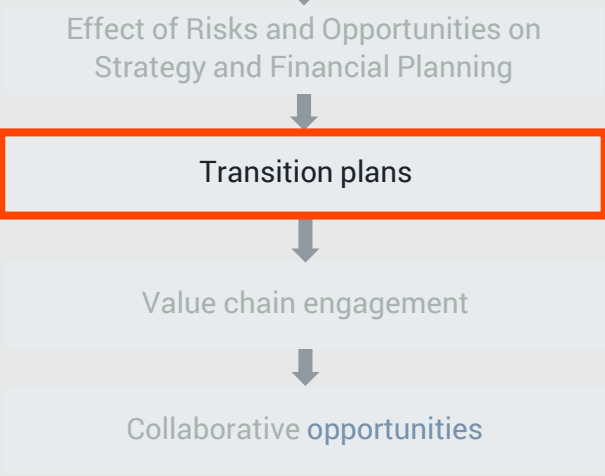 Effect of Risks and Opportunities on
Strategy and Financial Planning
Transition plans
Value chain engagement
Collaborative opportunities